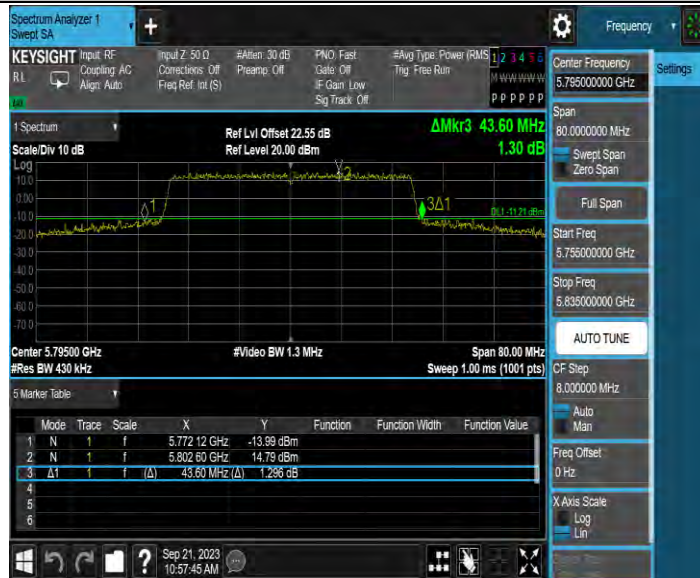 Spectrum Analyzer 1
Swept SA
+
Frequency
KEYSIGHT Input: RF Input Z: 50 Ω #Atten: 30 dB PNO: Fast #Avg Type: Power (RMS 1 2 3 4 5 6
RL Coupling: AC Corrections: Off Preamp: Off Gate: Off Trig: Free Run M W W W W W
Align: Auto Freq Ref: Int (S) IF Gain: Low
Sig Track: Off P P P P P P
1 Spectrum
Scale/Div 10 dB
Ref Lvl Offset 22.55 dB
Ref Level 20.00 dBm
ΔMkr3 43.60 MHz
1.30 dB
Log
10.0
0.00
-10.0
-20.0
-30.0
-40.0
-50.0
-60.0
-70.0
1
2
3Δ1
DL1 -11.21 dBm
Center 5.79500 GHz #Video BW 1.3 MHz Span 80.00 MHz
#Res BW 430 kHz Sweep 1.00 ms (1001 pts)
5 Marker Table
Mode Trace Scale X Y Function Function Width Function Value
1 N 1 f 5.772 12 GHz -13.99 dBm
2 N 1 f 5.802 60 GHz 14.79 dBm
3 Δ1 1 f (Δ) 43.60 MHz (Δ) 1.296 dB
4
5
6
Sep 21, 2023
10:57:45 AM
Settings
Center Frequency
5.795000000 GHz
Span
80.0000000 MHz
Swept Span
Zero Span
Full Span
Start Freq
5.755000000 GHz
Stop Freq
5.835000000 GHz
AUTO TUNE
CF Step
8.000000 MHz
Auto
Man
Freq Offset
0 Hz
X Axis Scale
Log
Lin